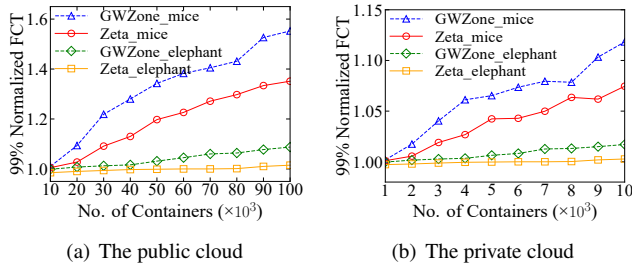 GWZone_mice
Zeta_mice
GWZone_elephant
Zeta_elephant
99% Normalized FCT
1.6
1.4
1.2
1.0
10 20 30 40 50 60 70 80 90 100
No. of Containers (×10³)
(a) The public cloud
GWZone_mice
Zeta_mice
GWZone_elephant
Zeta_elephant
99% Normalized FCT
1.15
1.10
1.05
1.00
1 2 3 4 5 6 7 8 9 10
No. of Containers (×10³)
(b) The private cloud